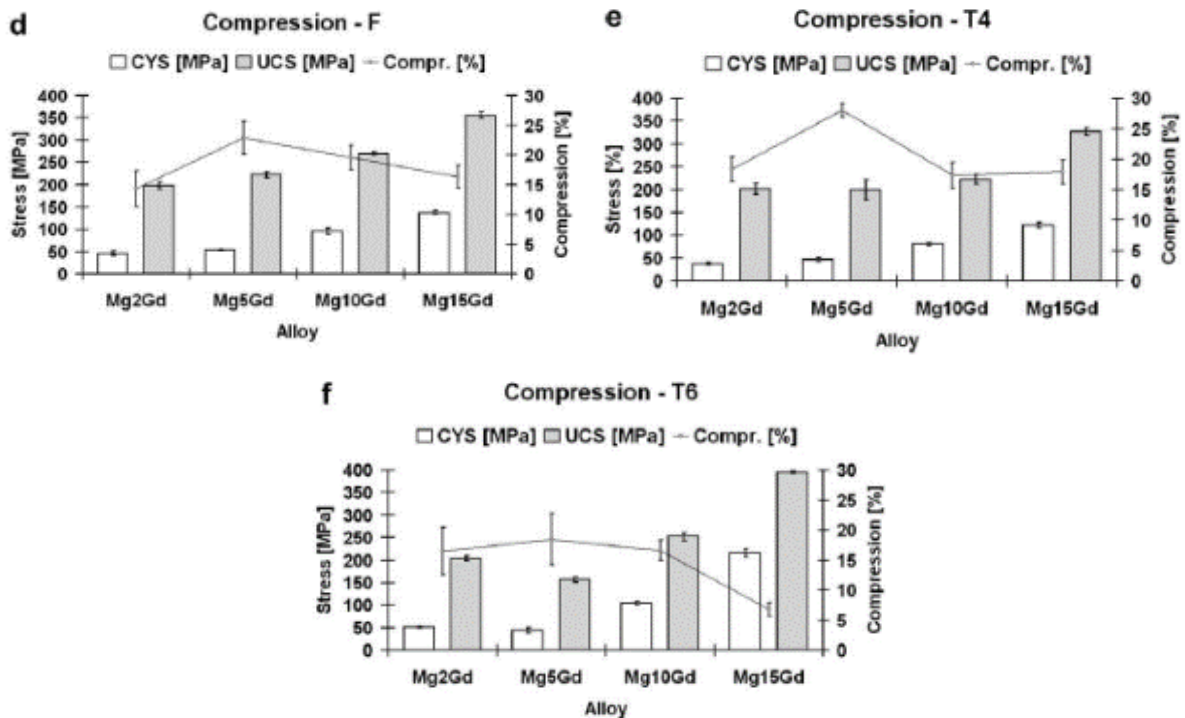 d
Compression - F
CYS [MPa] UCS [MPa] Compr. [%]
Stress [MPa]
400
350
300
250
200
150
100
50
0
30
25
20
15
10
5
0
Compression [%]
Mg2Gd Mg5Gd Mg10Gd Mg15Gd
Alloy
e
Compression - T4
CYS [MPa] UCS [MPa] Compr. [%]
Stress [%]
400
350
300
250
200
150
100
50
0
30
25
20
15
10
5
0
Compression [%]
Mg2Gd Mg5Gd Mg10Gd Mg15Gd
Alloy
f
Compression - T6
CYS [MPa] UCS [MPa] Compr. [%]
Stress [MPa]
400
350
300
250
200
150
100
50
0
30
25
20
15
10
5
0
Compression [%]
Mg2Gd Mg5Gd Mg10Gd Mg15Gd
Alloy